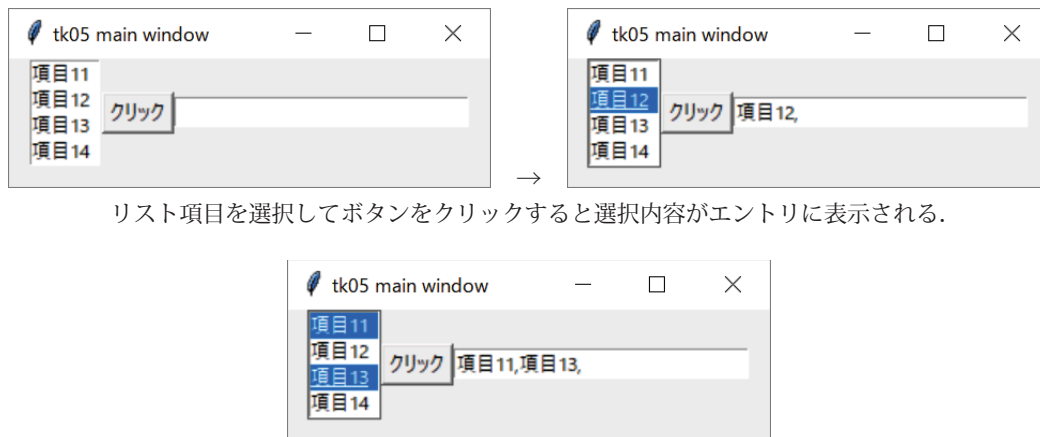 tk05 main window
項目11
項目12
項目13
項目14
クリック
→
tk05 main window
項目11
項目12
項目13
項目14
クリック
項目12,
リスト項目を選択してボタンをクリックすると選択内容がエントリに表示される.
tk05 main window
項目11
項目12
項目13
項目14
クリック
項目11,項目13,